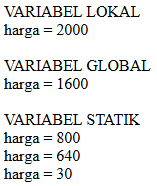 VARIABEL LOKAL
harga = 2000
VARIABEL GLOBAL
harga = 1600
VARIABEL STATIK
harga = 800
harga = 640
harga = 30